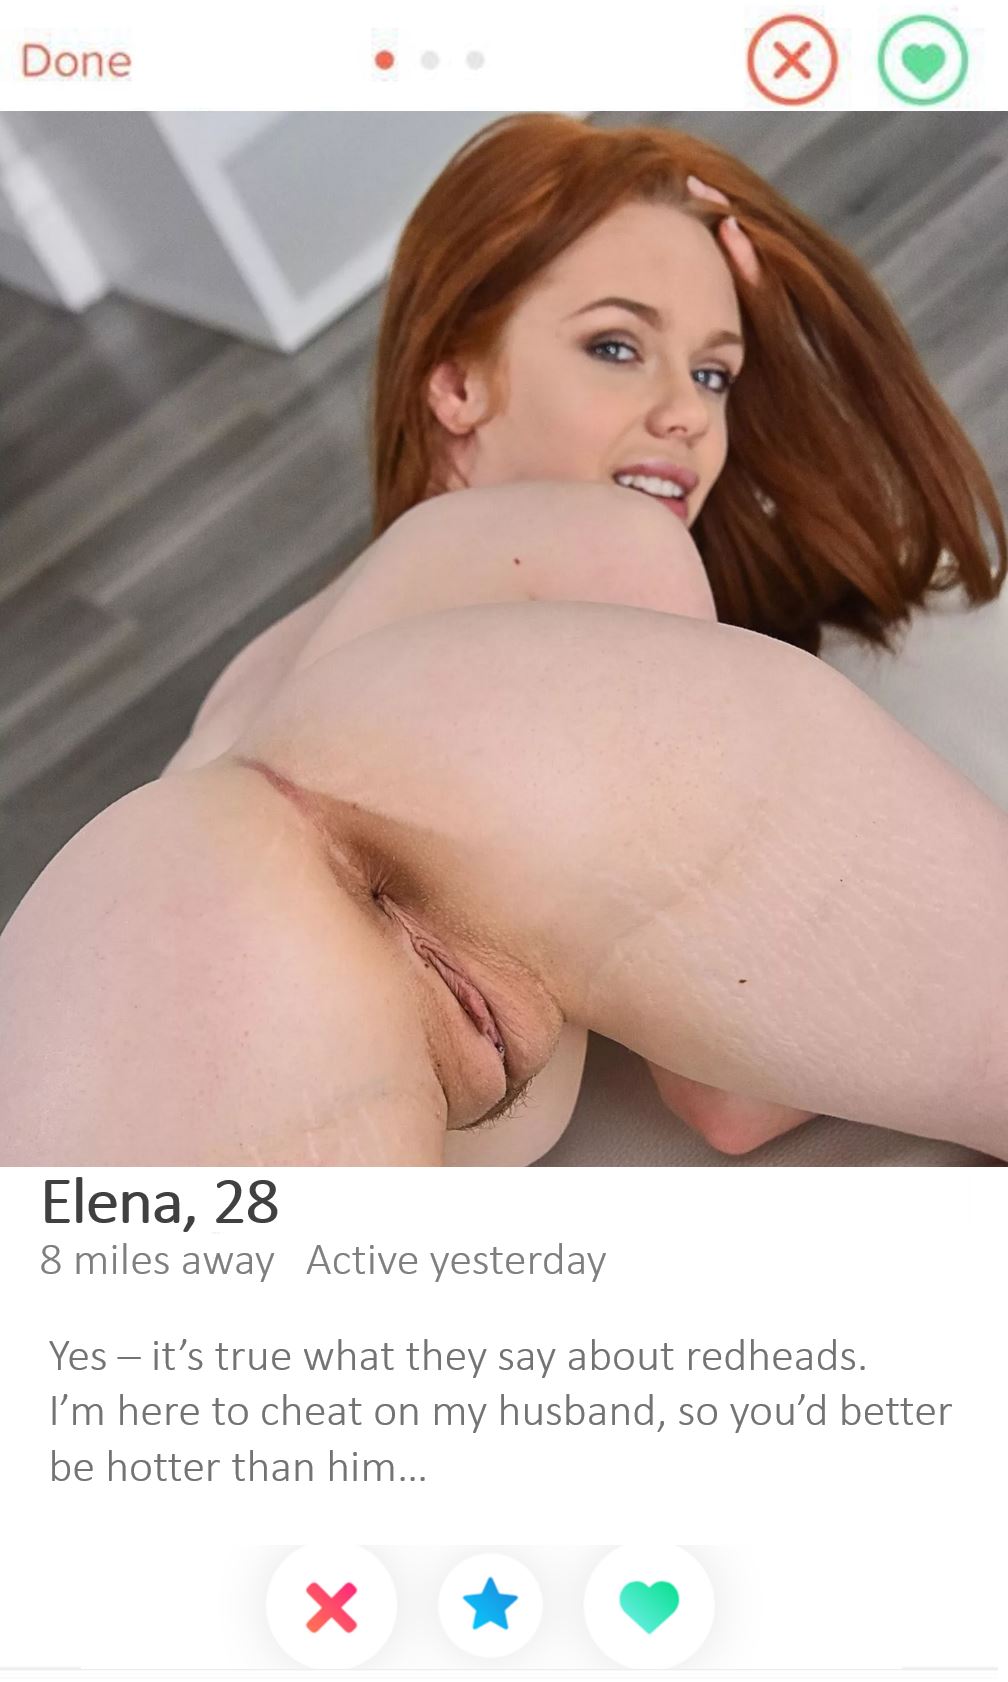 Done
Elena, 28
8 miles away Active yesterday
Yes – it's true what they say about redheads.
I'm here to cheat on my husband, so you'd better
be hotter than him...